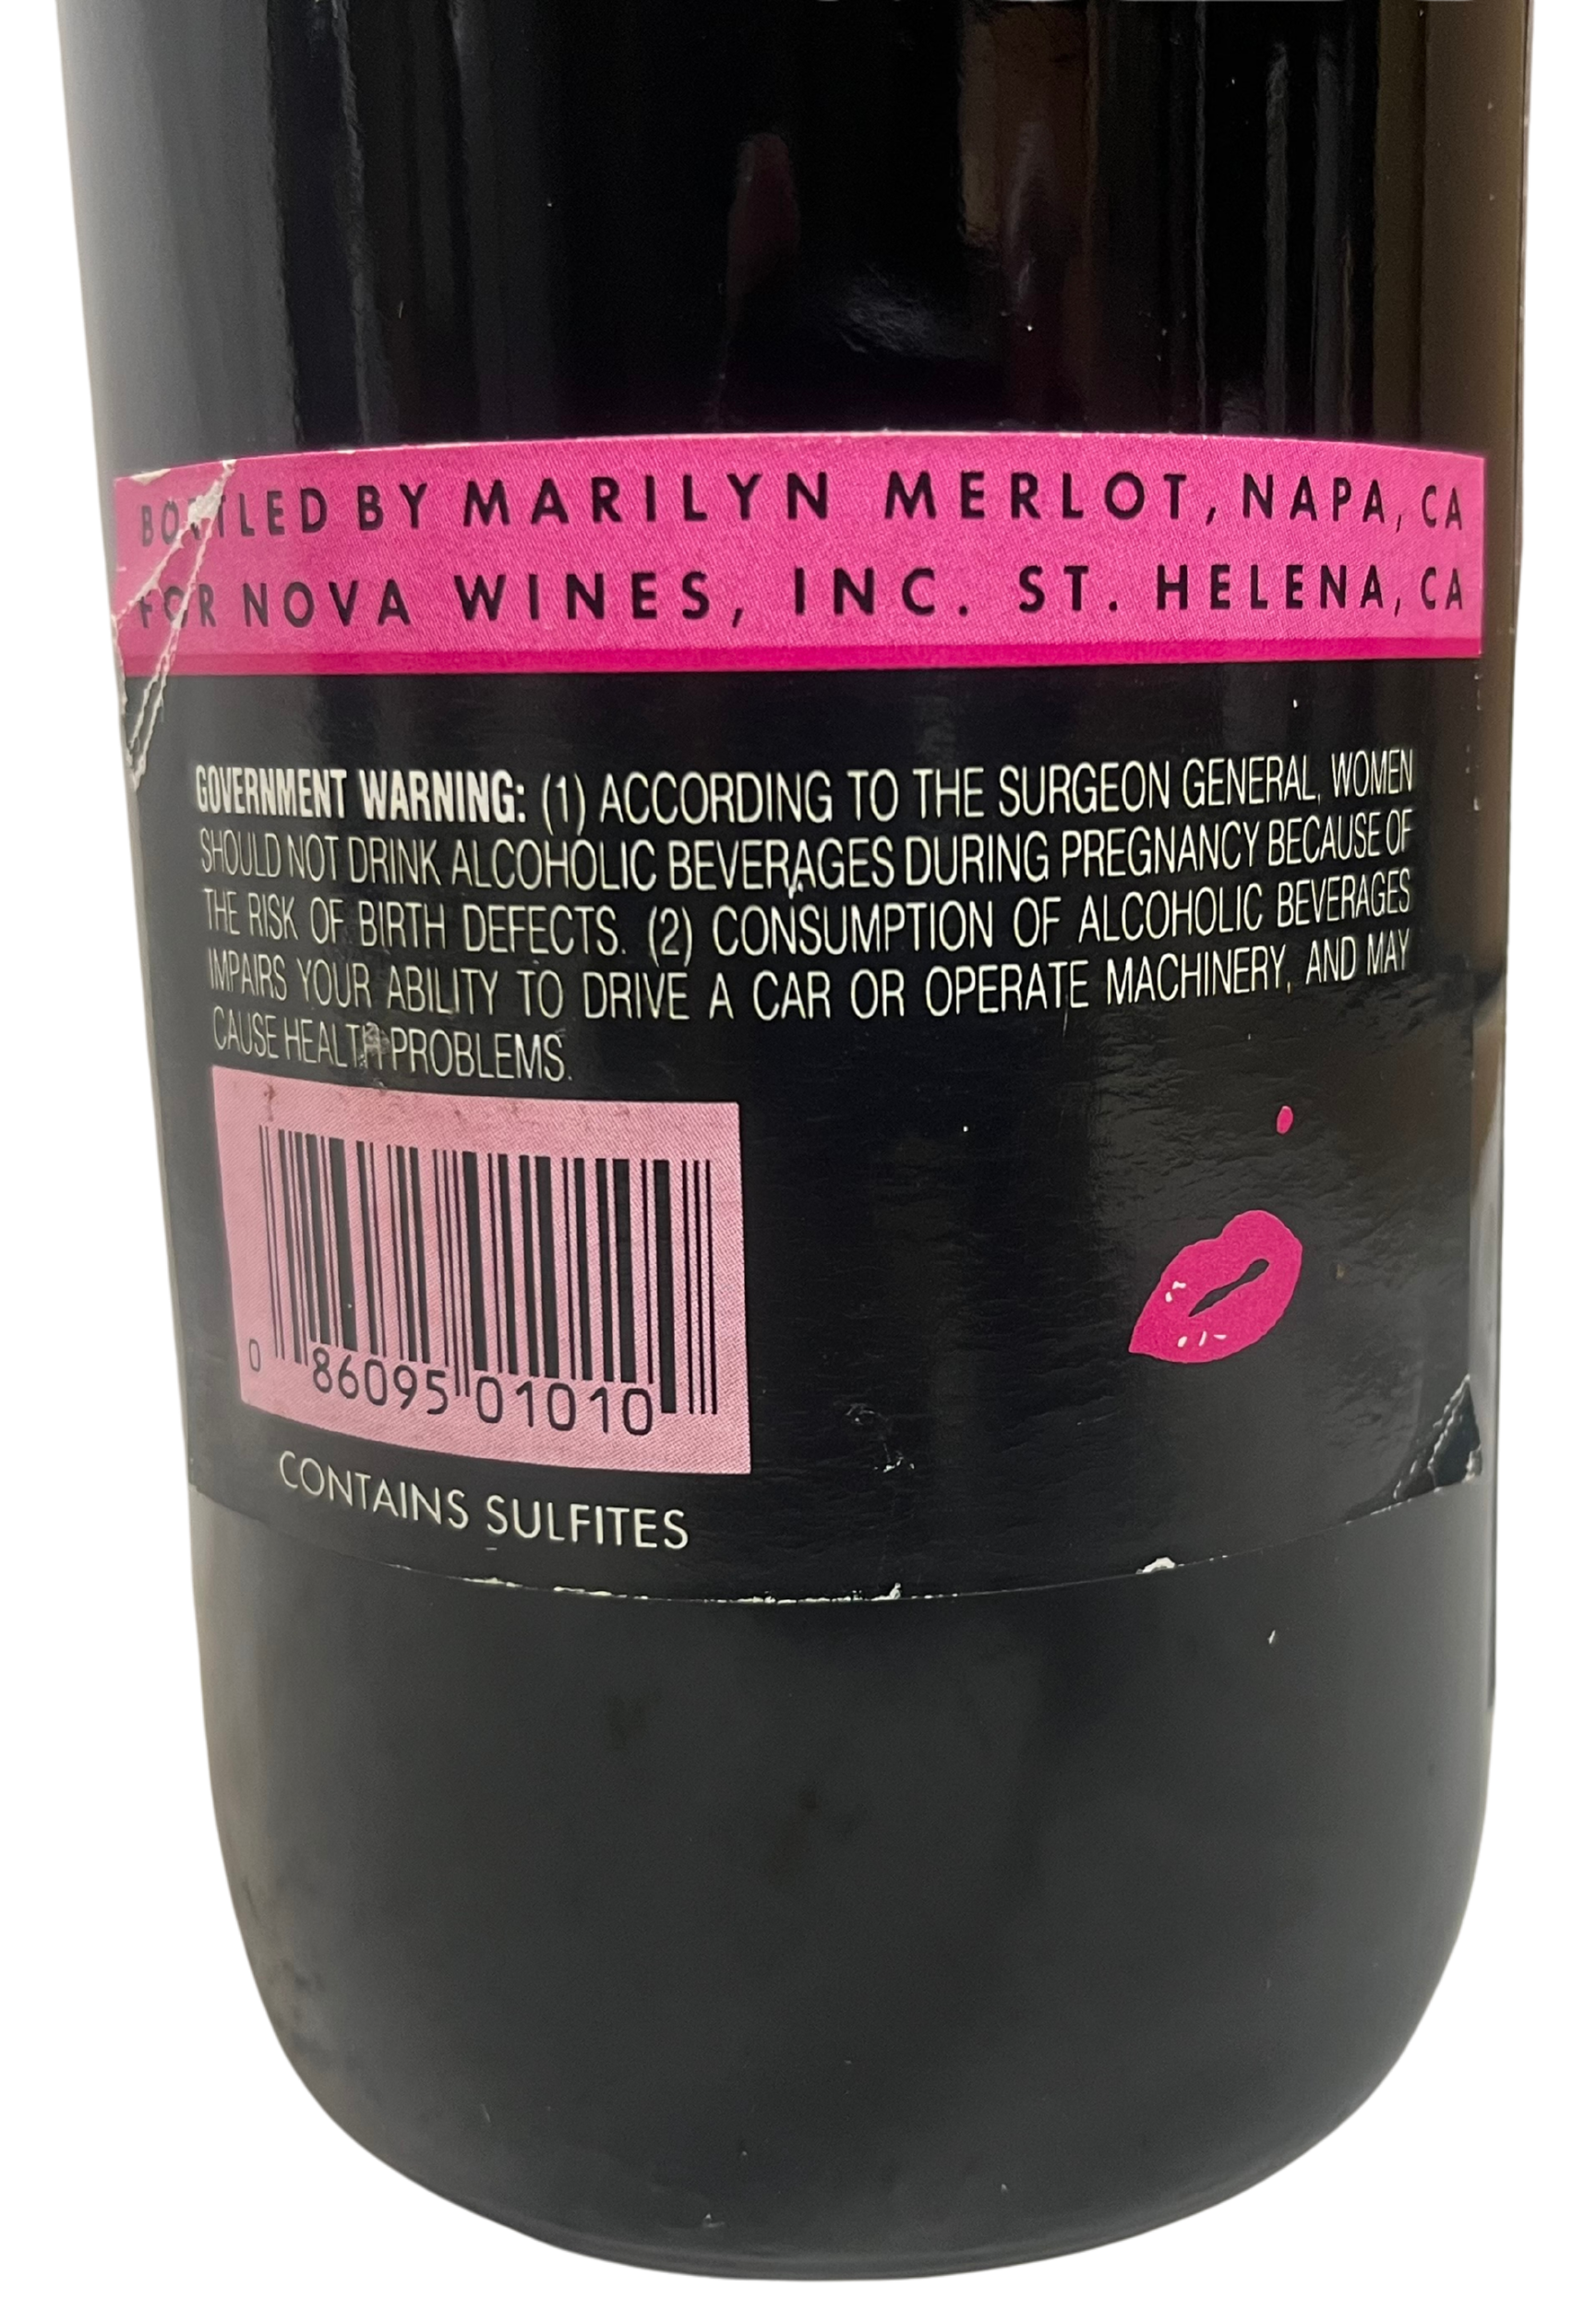 BOTTLED BY MARILYN MERLOT, NAPA, CA
FOR NOVA WINES, INC. ST. HELENA, CA
GOVERNMENT WARNING: (1) ACCORDING TO THE SURGEON GENERAL, WOMEN
SHOULD NOT DRINK ALCOHOLIC BEVERAGES DURING PREGNANCY BECAUSE OF
THE RISK OF BIRTH DEFECTS. (2) CONSUMPTION OF ALCOHOLIC BEVERAGES
IMPAIRS YOUR ABILITY TO DRIVE A CAR OR OPERATE MACHINERY, AND MAY
CAUSE HEALTH PROBLEMS.
0 86095 01010
CONTAINS SULFITES